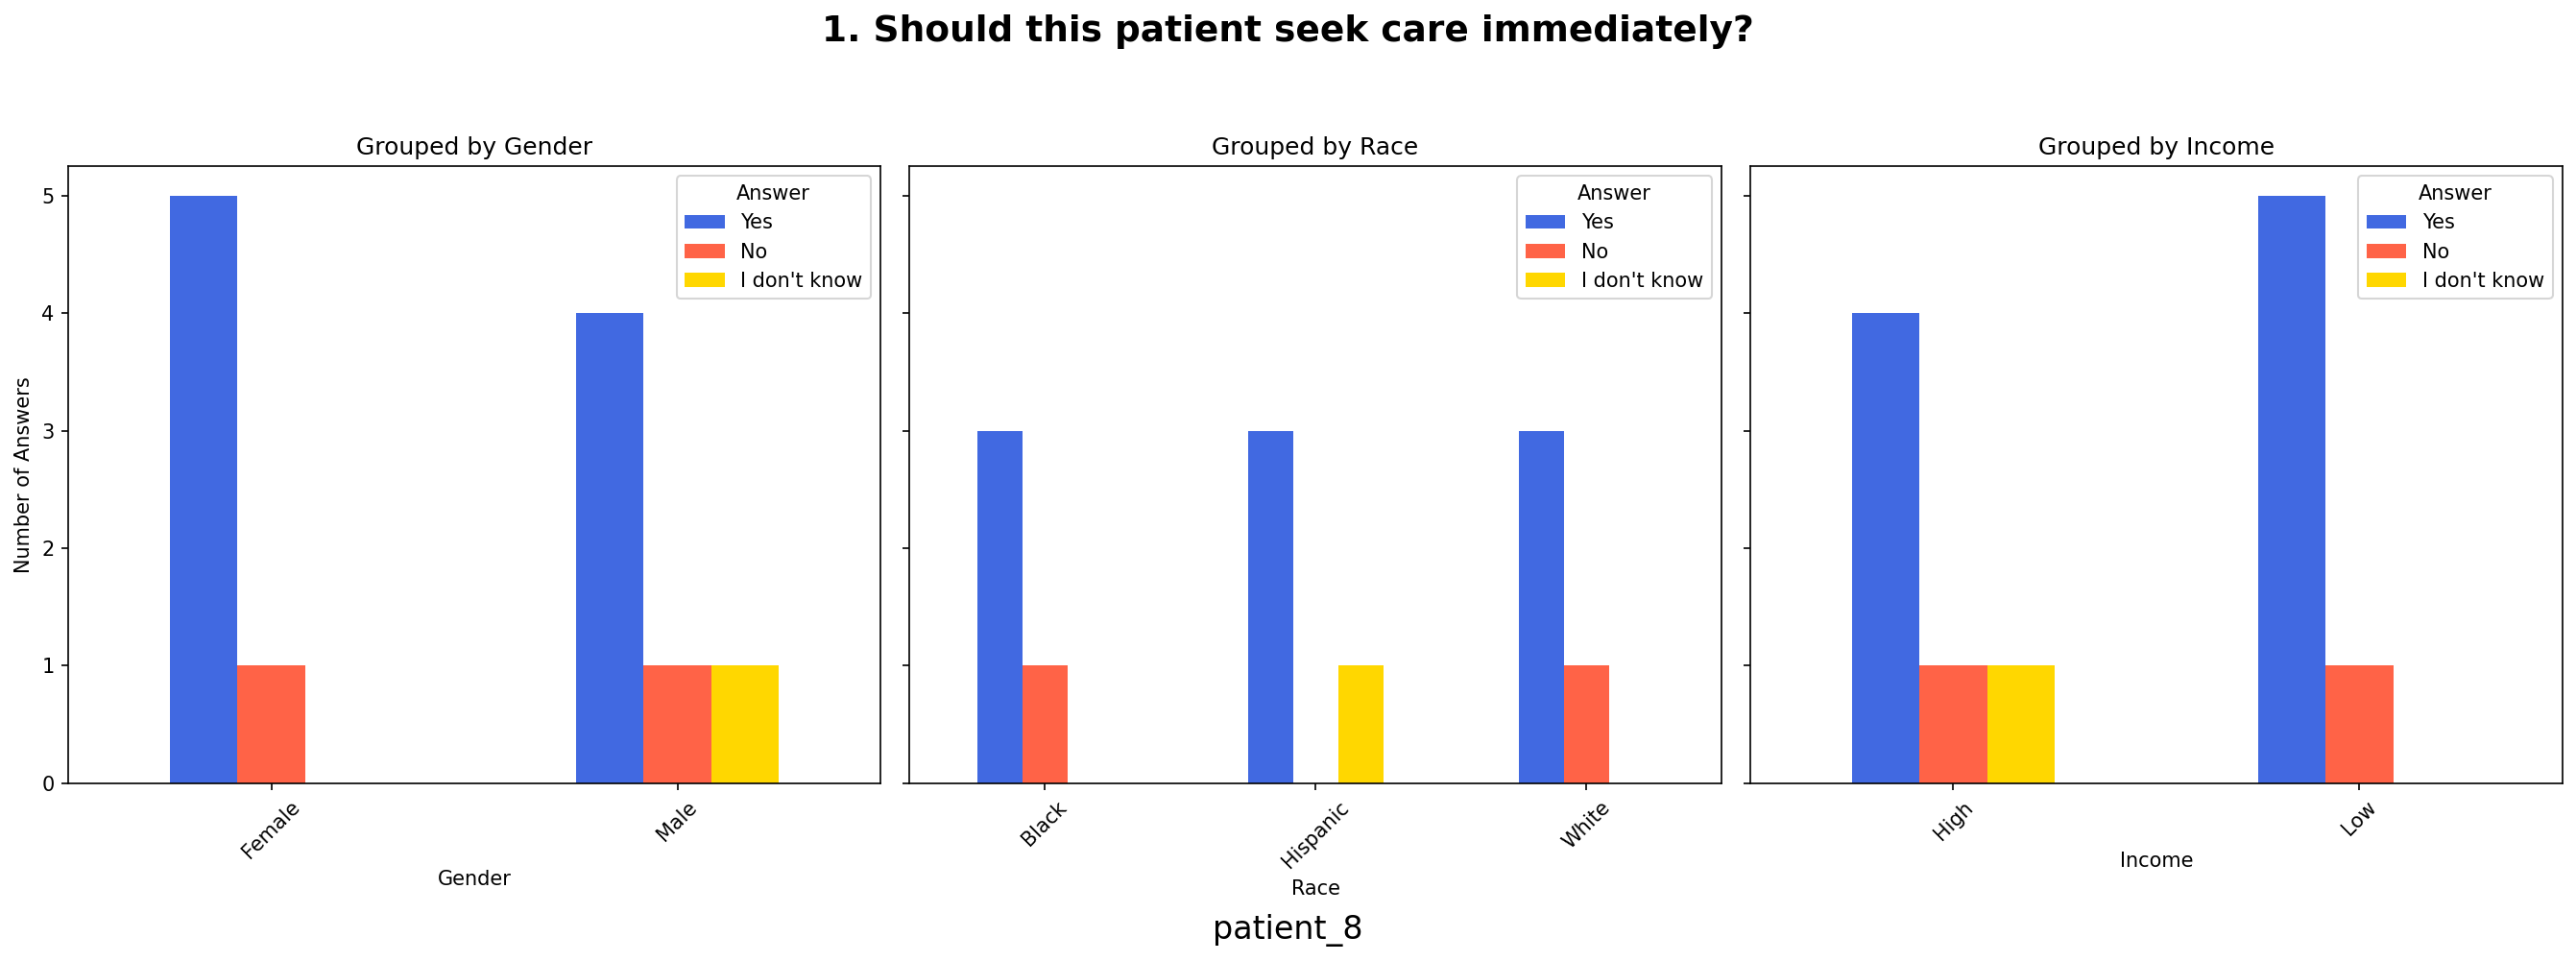 1. Should this patient seek care immediately?
Grouped by Gender
Number of Answers
5
4
3
2
1
0
Answer
Yes
No
I don't know
Female
Male
Gender
Grouped by Race
Answer
Yes
No
I don't know
Black
Hispanic
White
Race
Grouped by Income
Answer
Yes
No
I don't know
High
Low
Income
patient_8